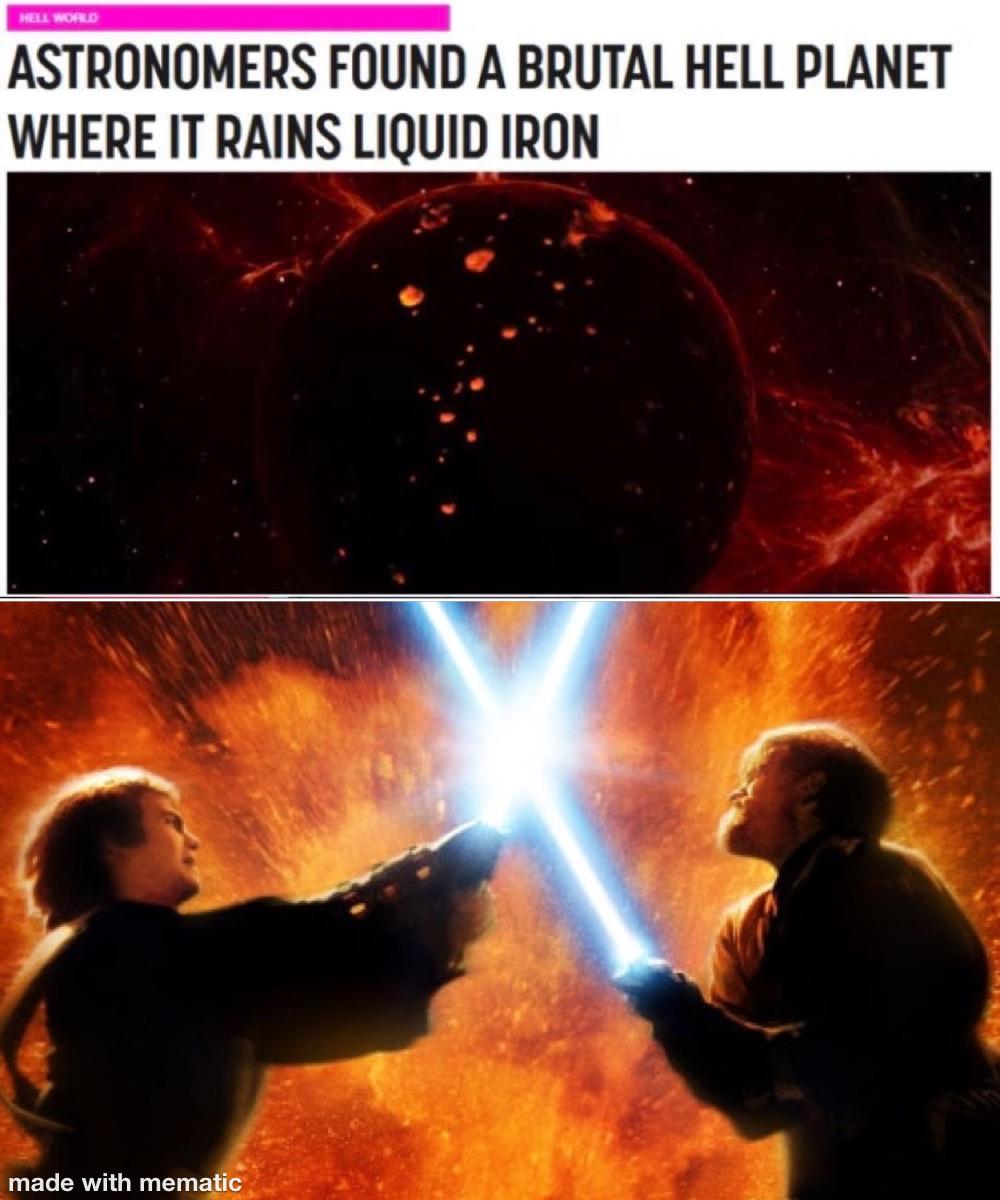 HELL WORLD
ASTRONOMERS FOUND A BRUTAL HELL PLANET
WHERE IT RAINS LIQUID IRON
made with mematic